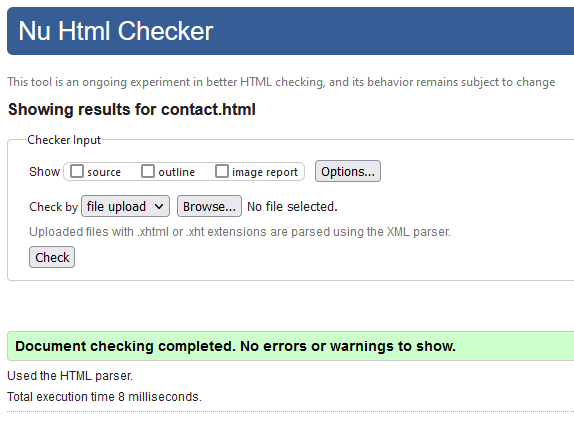 Nu Html Checker
This tool is an ongoing experiment in better HTML checking, and its behavior remains subject to change
Showing results for contact.html
Checker Input
Show source outline image report Options...
Check by file upload Browse... No file selected.
Uploaded files with .xhtml or .xht extensions are parsed using the XML parser.
Check
Document checking completed. No errors or warnings to show.
Used the HTML parser.
Total execution time 8 milliseconds.